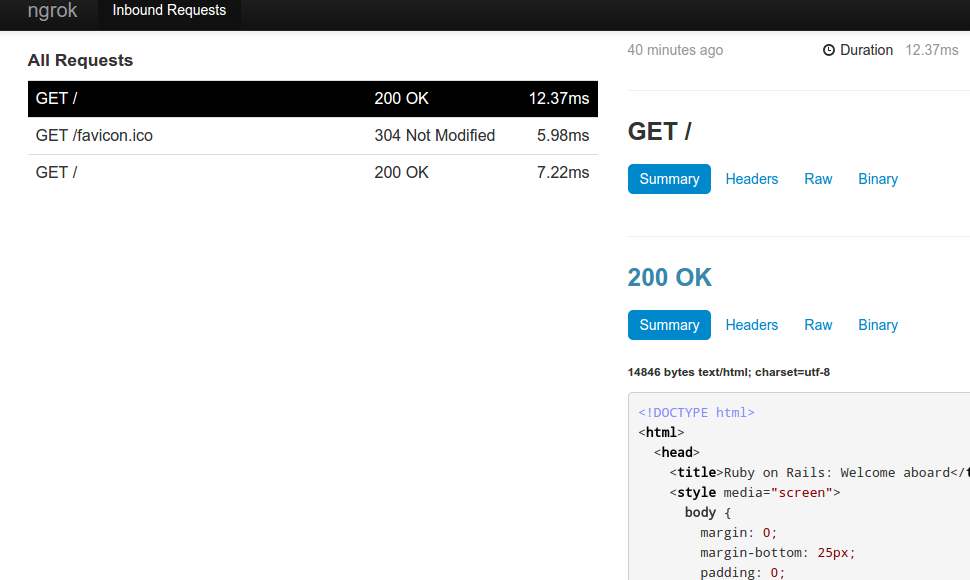 ngrok Inbound Requests
All Requests
GET / 200 OK 12.37ms
GET /favicon.ico 304 Not Modified 5.98ms
GET / 200 OK 7.22ms
40 minutes ago Duration 12.37ms
GET /
Summary Headers Raw Binary
200 OK
Summary Headers Raw Binary
14846 bytes text/html; charset=utf-8
<!DOCTYPE html>
<html>
<head>
<title>Ruby on Rails: Welcome aboard</t
<style media="screen">
body {
margin: 0;
margin-bottom: 25px;
padding: 0;